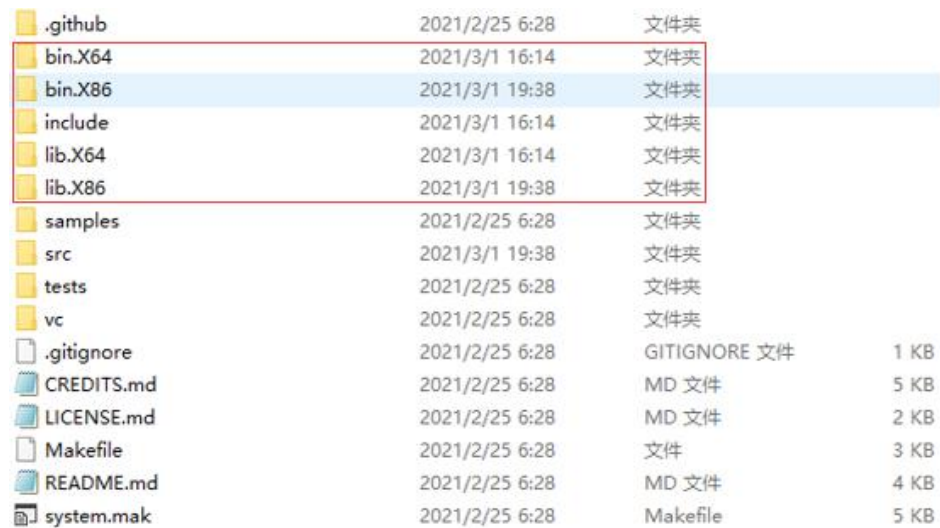 .github 2021/2/25 6:28 文件夹
bin.X64 2021/3/1 16:14 文件夹
bin.X86 2021/3/1 19:38 文件夹
include 2021/3/1 16:14 文件夹
lib.X64 2021/3/1 16:14 文件夹
lib.X86 2021/3/1 19:38 文件夹
samples 2021/2/25 6:28 文件夹
src 2021/3/1 19:38 文件夹
tests 2021/2/25 6:28 文件夹
vc 2021/2/25 6:28 文件夹
.gitignore 2021/2/25 6:28 GITIGNORE 文件 1 KB
CREDITS.md 2021/2/25 6:28 MD 文件 5 KB
LICENSE.md 2021/2/25 6:28 MD 文件 2 KB
Makefile 2021/2/25 6:28 文件 3 KB
README.md 2021/2/25 6:28 MD 文件 4 KB
system.mak 2021/2/25 6:28 Makefile 5 KB